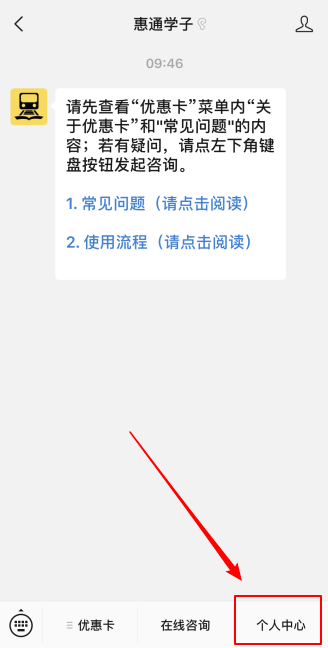 惠通学子
09:46
请先查看“优惠卡”菜单内“关
于优惠卡”和"常见问题"的内
容；若有疑问，请点左下角键
盘按钮发起咨询。
1. 常见问题（请点击阅读）
2. 使用流程（请点击阅读）
优惠卡
在线咨询
个人中心